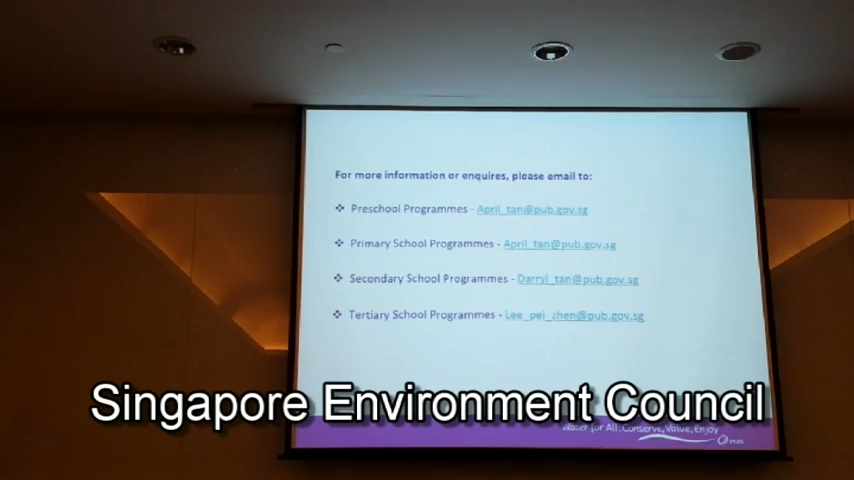 For more information or enquires, please email to:
❖ Preschool Programmes - April_tan@pub.gov.sg
❖ Primary School Programmes - April_tan@pub.gov.sg
❖ Secondary School Programmes - Darryl_tan@pub.gov.sg
❖ Tertiary School Programmes - Lee_pei_zhen@pub.gov.sg
Singapore Environment Council
Water for All: Conserve, Value, Enjoy